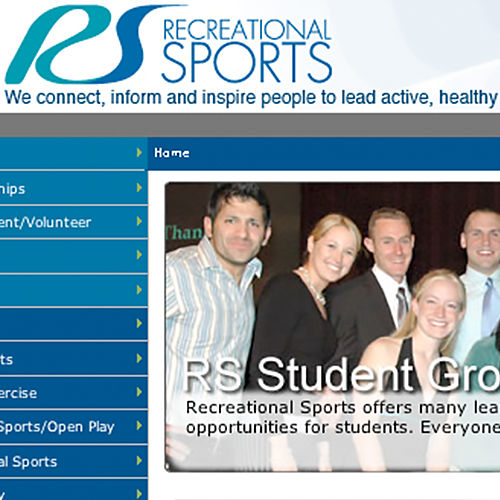 RS RECREATIONAL
SPORTS
We connect, inform and inspire people to lead active, healthy
Home
Than
RS Student Gro
Recreational Sports offers many lea
opportunities for students. Everyone
hips
ent/Volunteer
ts
ercise
Sports/Open Play
al Sports
y